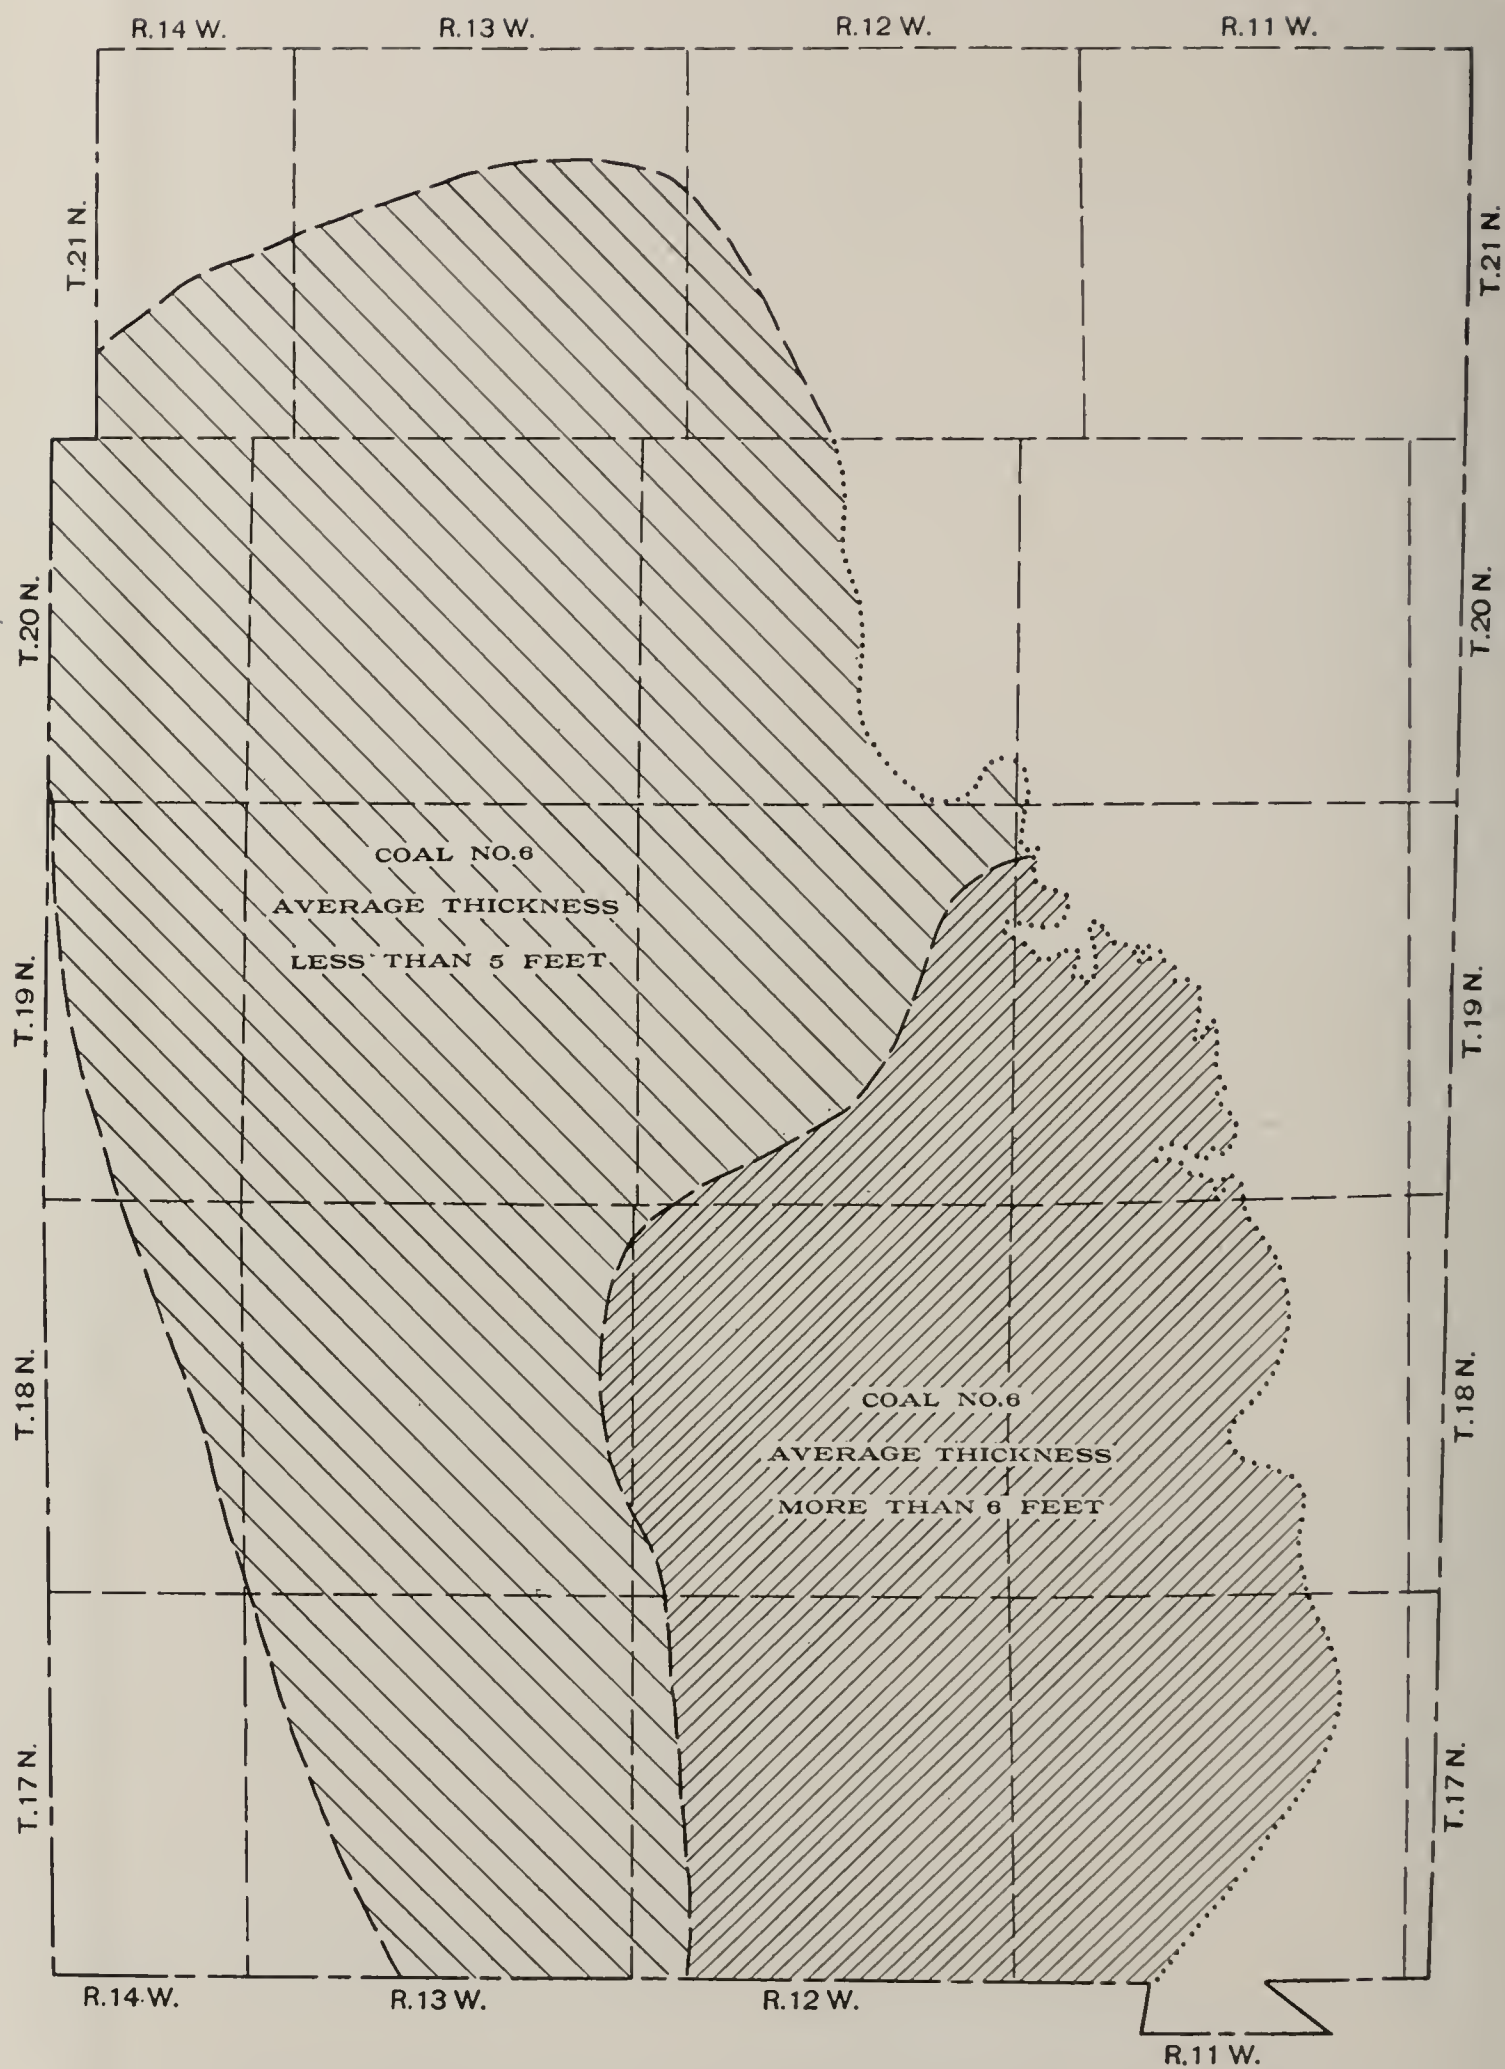 R.14 W.
R.13 W.
R.12 W.
R.11 W.
T.21 N.
T.21 N.
T.20 N.
T.20 N.
COAL NO.6
AVERAGE THICKNESS
LESS THAN 5 FEET
T.19 N.
T.19 N.
T.18 N.
T.18 N.
COAL NO.6
AVERAGE THICKNESS
MORE THAN 6 FEET
T.17 N.
T.17 N.
R.14 W.
R.13 W.
R.12 W.
R.11 W.